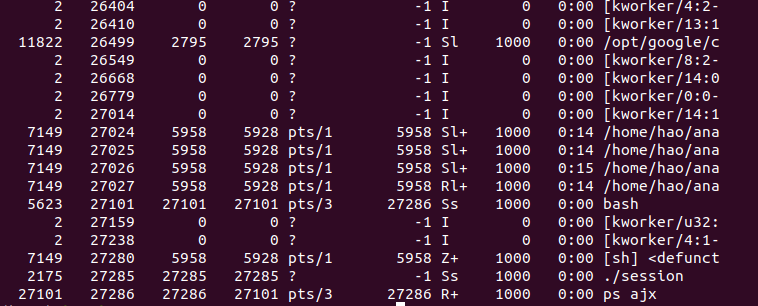 2 26404 0 0 ? -1 I 0 0:00 [kworker/4:2-
2 26410 0 0 ? -1 I 0 0:00 [kworker/13:1
11822 26499 2795 2795 ? -1 Sl 1000 0:00 /opt/google/c
2 26549 0 0 ? -1 I 0 0:00 [kworker/8:2-
2 26668 0 0 ? -1 I 0 0:00 [kworker/14:0
2 26779 0 0 ? -1 I 0 0:00 [kworker/0:0-
2 27014 0 0 ? -1 I 0 0:00 [kworker/14:1
7149 27024 5958 5928 pts/1 5958 Sl+ 1000 0:14 /home/hao/ana
7149 27025 5958 5928 pts/1 5958 Sl+ 1000 0:14 /home/hao/ana
7149 27026 5958 5928 pts/1 5958 Sl+ 1000 0:15 /home/hao/ana
7149 27027 5958 5928 pts/1 5958 Rl+ 1000 0:14 /home/hao/ana
5623 27101 27101 27101 pts/3 27286 Ss 1000 0:00 bash
2 27159 0 0 ? -1 I 0 0:00 [kworker/u32:
2 27238 0 0 ? -1 I 0 0:00 [kworker/4:1-
7149 27280 5958 5928 pts/1 5958 Z+ 1000 0:00 [sh] <defunct
2175 27285 27285 27285 ? -1 Ss 1000 0:00 ./session
27101 27286 27286 27101 pts/3 27286 R+ 1000 0:00 ps ajx